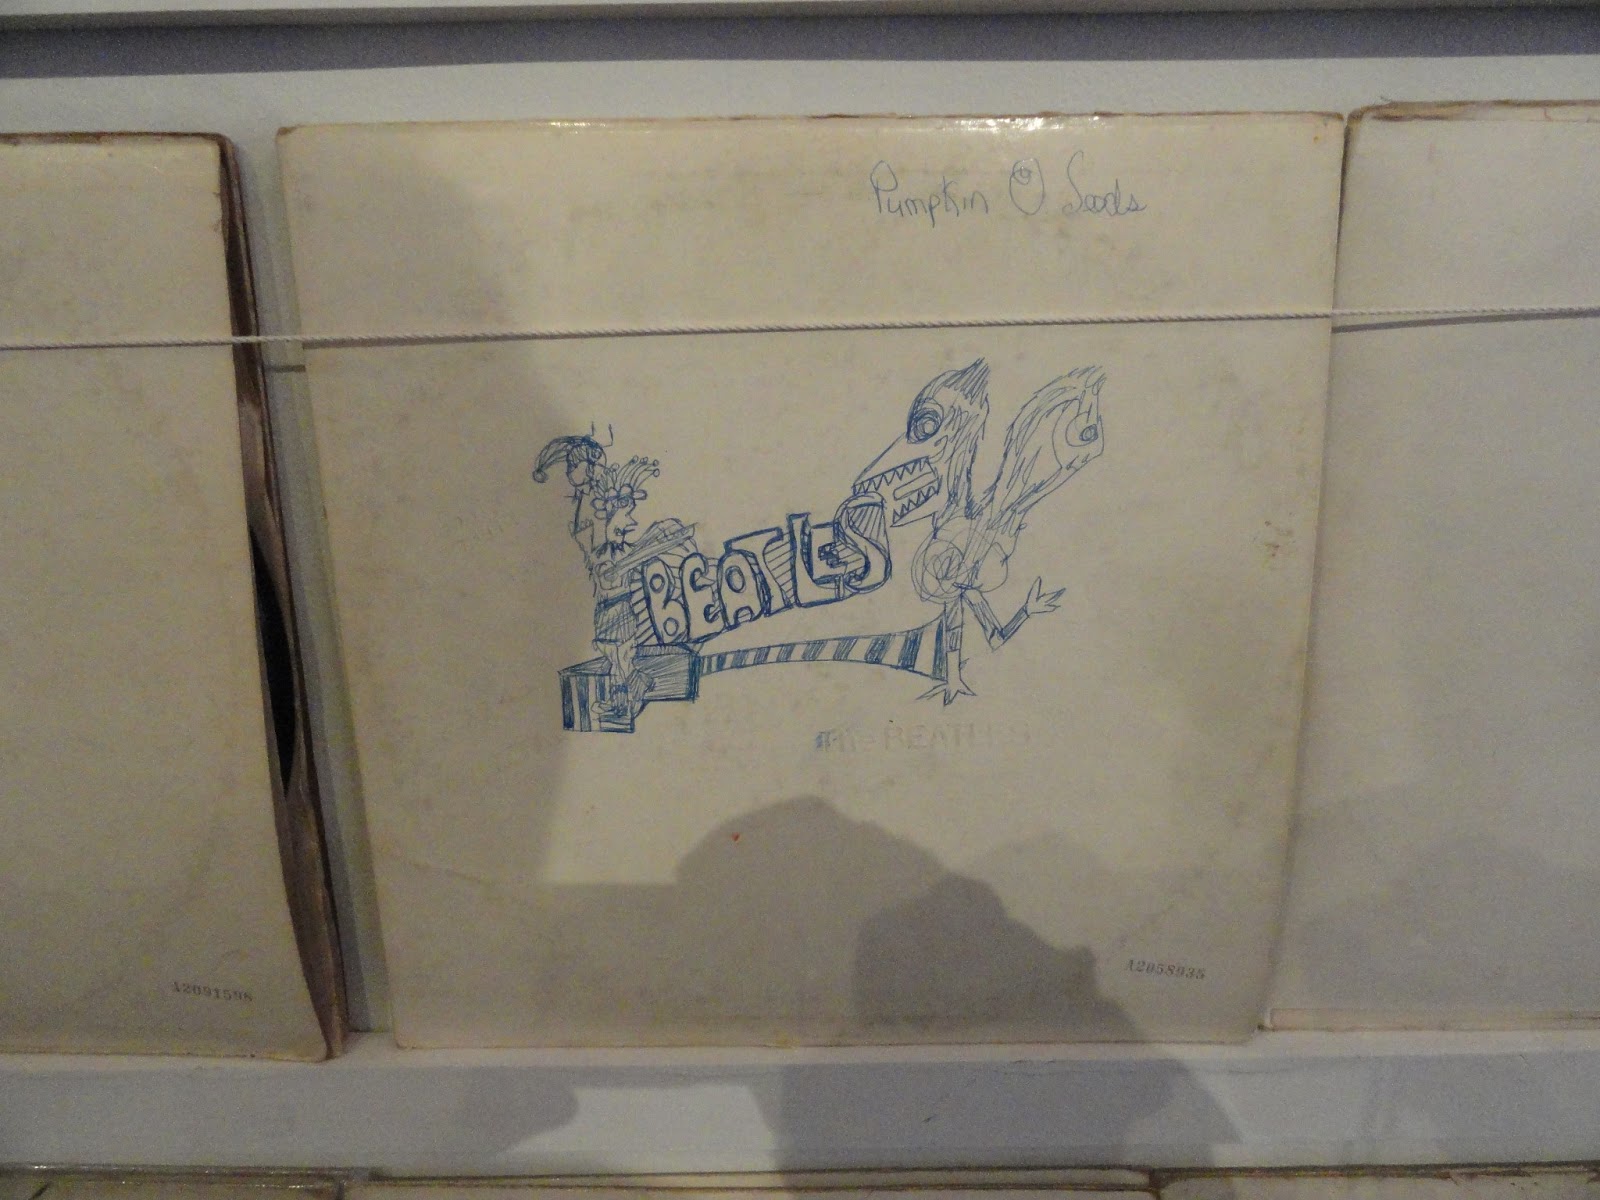 Pumpkin O Seeds
BEATLES
THE BEATLES
A2091598
A2058935